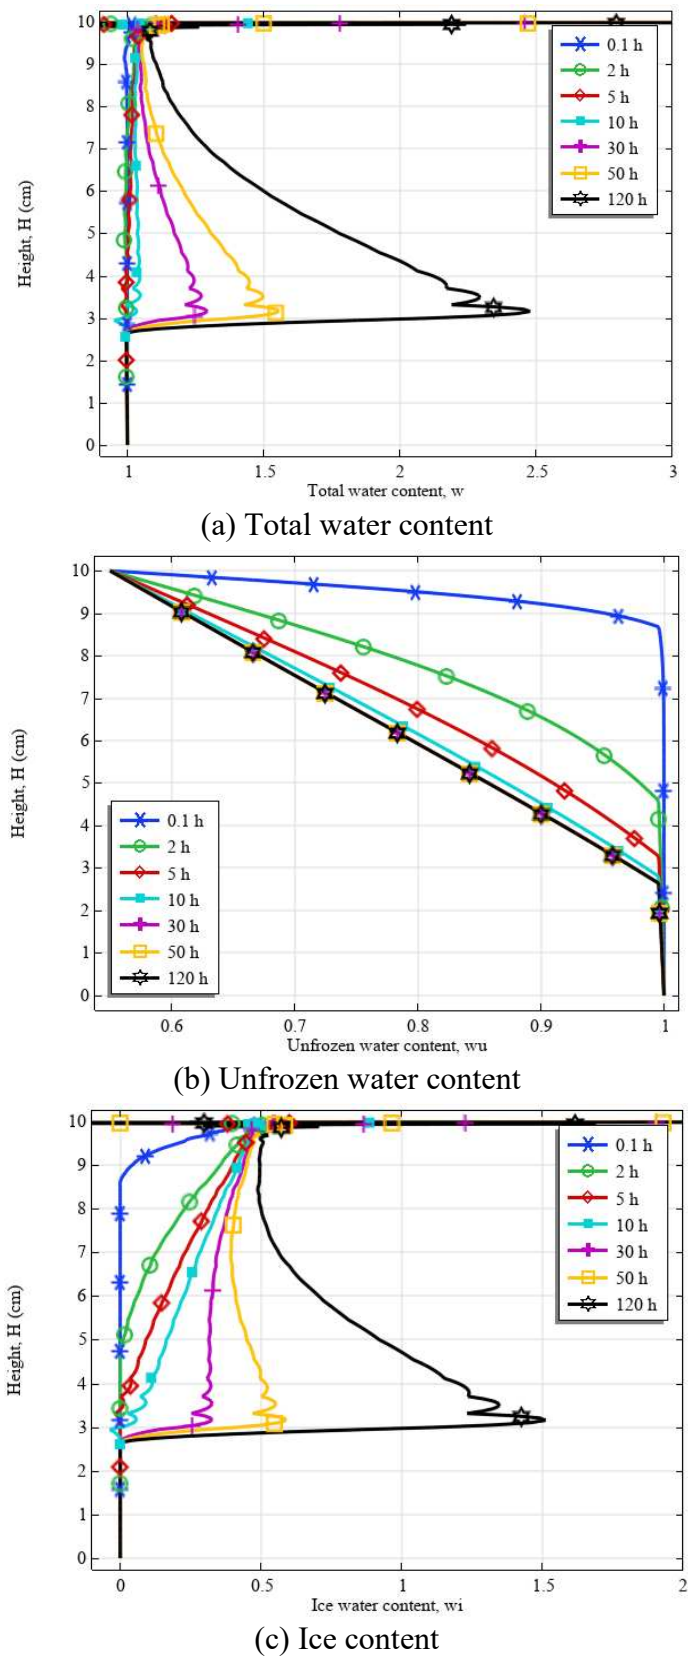 10
9
8
7
6
5
4
3
2
1
0
Height, H (cm)
0.1 h
2 h
5 h
10 h
30 h
50 h
120 h
1
1.5
2
2.5
3
Total water content, w
(a) Total water content
10
9
8
7
6
5
4
3
2
1
0
Height, H (cm)
0.1 h
2 h
5 h
10 h
30 h
50 h
120 h
0.6
0.7
0.8
0.9
1
Unfrozen water content, wu
(b) Unfrozen water content
10
9
8
7
6
5
4
3
2
1
0
Height, H (cm)
0.1 h
2 h
5 h
10 h
30 h
50 h
120 h
0
0.5
1
1.5
2
Ice water content, wi
(c) Ice content